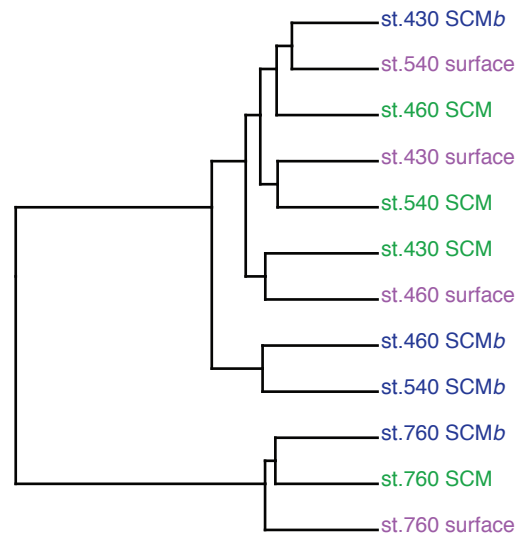 st.430 SCMb
st.540 surface
st.460 SCM
st.430 surface
st.540 SCM
st.430 SCM
st.460 surface
st.460 SCMb
st.540 SCMb
st.760 SCMb
st.760 SCM
st.760 surface